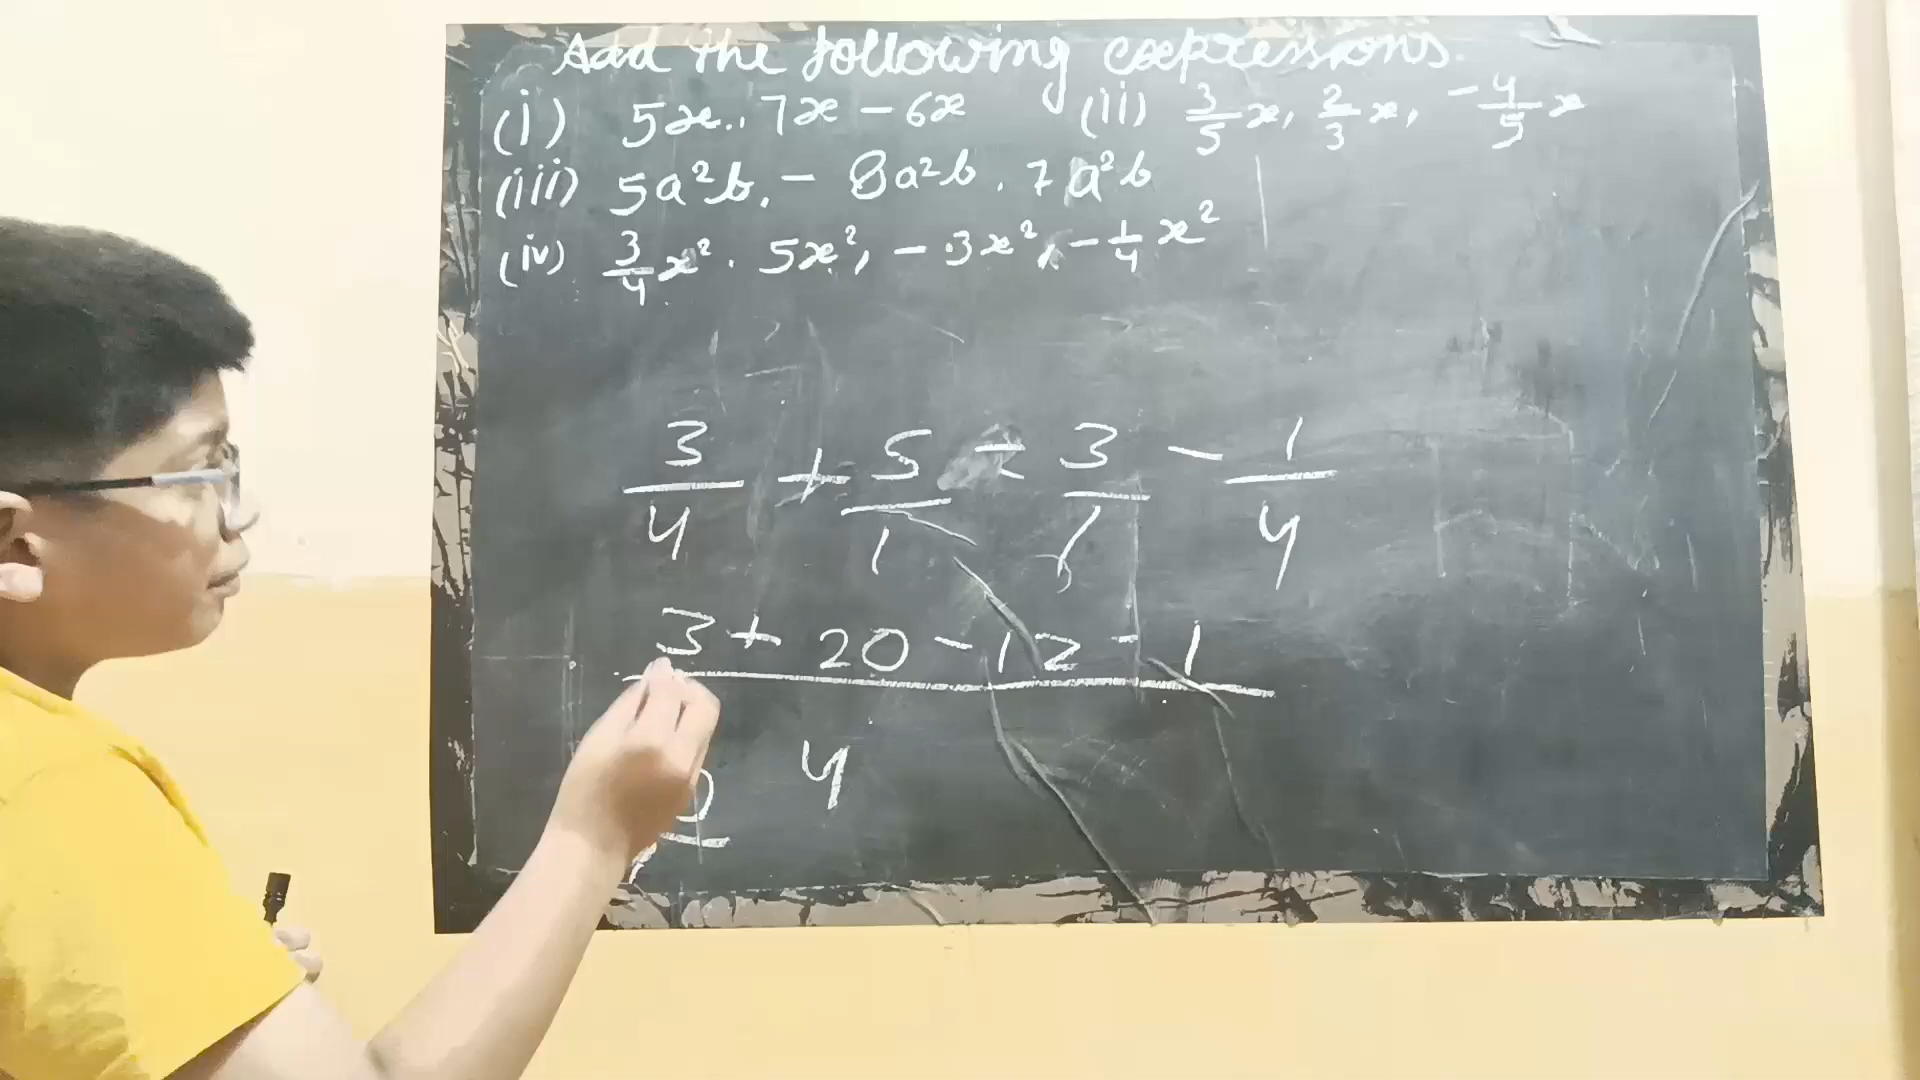 Add the following expressions.
(i) 5x, 7x - 6x (ii) 3/5 x, 2/3 x, -4/5 x
(iii) 5a²b, - 8a²b, 7a²b
(iv) 3/4 x². 5x², - 3x², - 1/4 x²
3/4 + 5/1 - 3/1 - 1/4
3 + 20 - 12 - 1
4